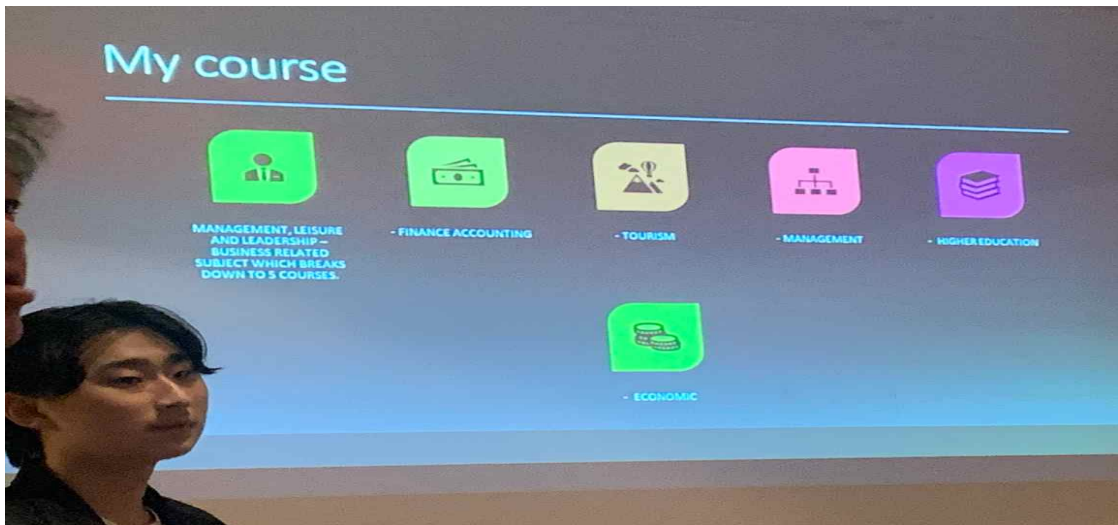 My course
MANAGEMENT, LEISURE
AND LEADERSHIP –
BUSINESS RELATED
SUBJECT WHICH BREAKS
DOWN TO 5 COURSES.
- FINANCE ACCOUNTING
- TOURISM
- MANAGEMENT
- HIGHER EDUCATION
- ECONOMIC